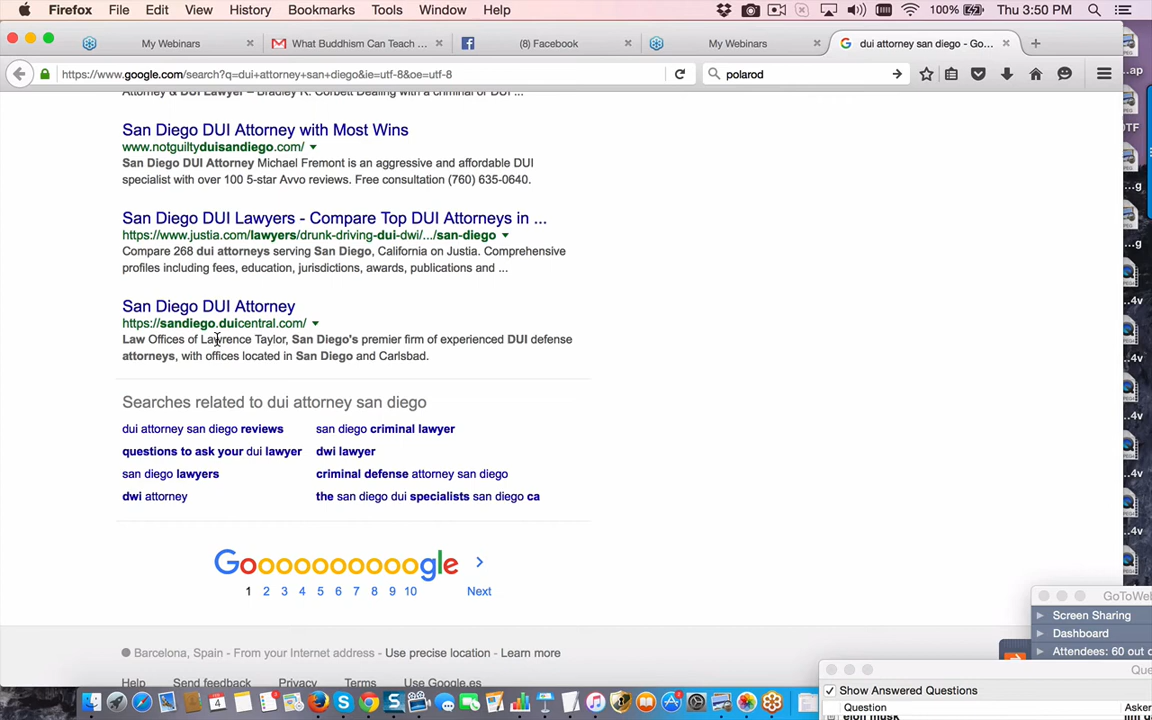 Firefox File Edit View History Bookmarks Tools Window Help 100% Thu 3:50 PM
My Webinars What Buddhism Can Teach ... (8) Facebook My Webinars dui attorney san diego - Go...
https://www.google.com/search?q=dui+attorney+san+diego&ie=utf-8&oe=utf-8 polarod
Attorney & DUI Lawyer – Bradley R. Corbett Dealing with a criminal or DUI ...
San Diego DUI Attorney with Most Wins
www.notguiltyduisandiego.com/
San Diego DUI Attorney Michael Fremont is an aggressive and affordable DUI
specialist with over 100 5-star Avvo reviews. Free consultation (760) 635-0640.
San Diego DUI Lawyers - Compare Top DUI Attorneys in ...
https://www.justia.com/lawyers/drunk-driving-dui-dwi/.../san-diego
Compare 268 dui attorneys serving San Diego, California on Justia. Comprehensive
profiles including fees, education, jurisdictions, awards, publications and ...
San Diego DUI Attorney
https://sandiego.duicentral.com/
Law Offices of Lawrence Taylor, San Diego's premier firm of experienced DUI defense
attorneys, with offices located in San Diego and Carlsbad.
Searches related to dui attorney san diego
dui attorney san diego reviews san diego criminal lawyer
questions to ask your dui lawyer dwi lawyer
san diego lawyers criminal defense attorney san diego
dwi attorney the san diego dui specialists san diego ca
Goooooooooogle
1 2 3 4 5 6 7 8 9 10 Next
Barcelona, Spain - From your Internet address - Use precise location - Learn more
Help Send feedback Privacy Terms Use Google.es
...ap
OTF
...g
...g
...4v
...4v
...4v
...4v
...4v
GoToWeb
Screen Sharing
Dashboard
Attendees: 60 out o
Que
Show Answered Questions
Question Asker
elon musk